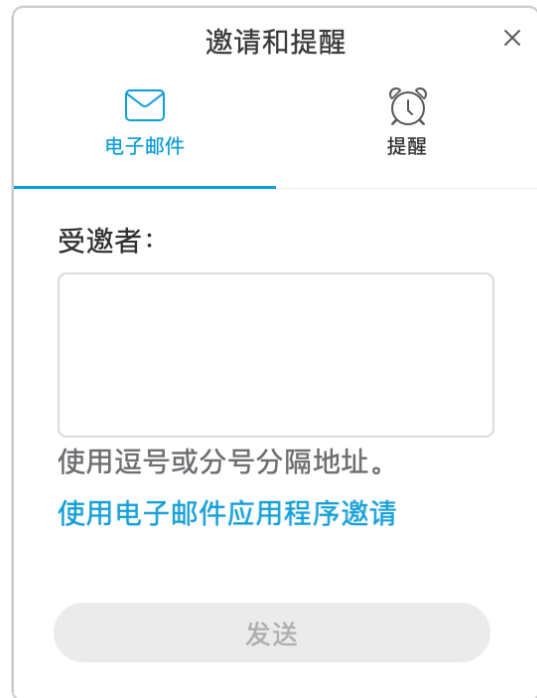 邀请和提醒
电子邮件
提醒
受邀者：
使用逗号或分号分隔地址。
使用电子邮件应用程序邀请
发送